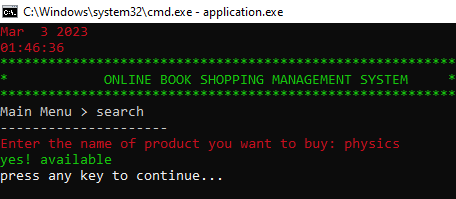 C:\Windows\system32\cmd.exe - application.exe
Mar  3 2023
01:46:36
*********************************************************
*            ONLINE BOOK SHOPPING MANAGEMENT SYSTEM     *
*********************************************************
Main Menu > search
---------------------
Enter the name of product you want to buy: physics
yes! available
press any key to continue...